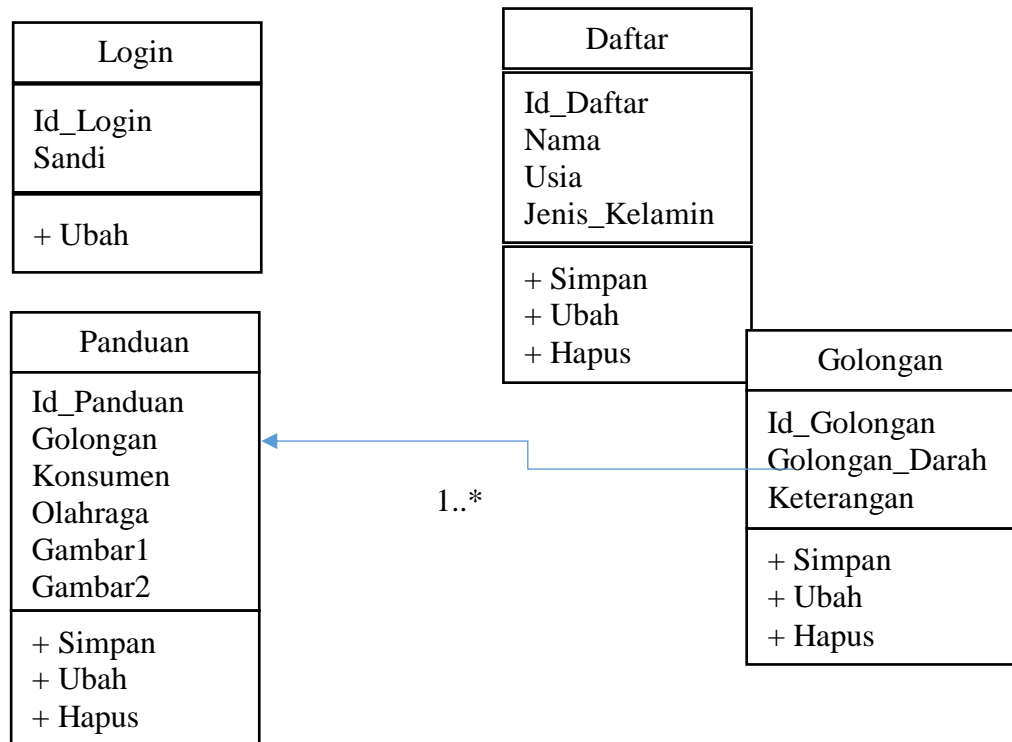 Login
Id_Login
Sandi
+ Ubah
Daftar
Id_Daftar
Nama
Usia
Jenis_Kelamin
+ Simpan
+ Ubah
+ Hapus
Panduan
Id_Panduan
Golongan
Konsumen
Olahraga
Gambar1
Gambar2
+ Simpan
+ Ubah
+ Hapus
1..*
Golongan
Id_Golongan
Golongan_Darah
Keterangan
+ Simpan
+ Ubah
+ Hapus